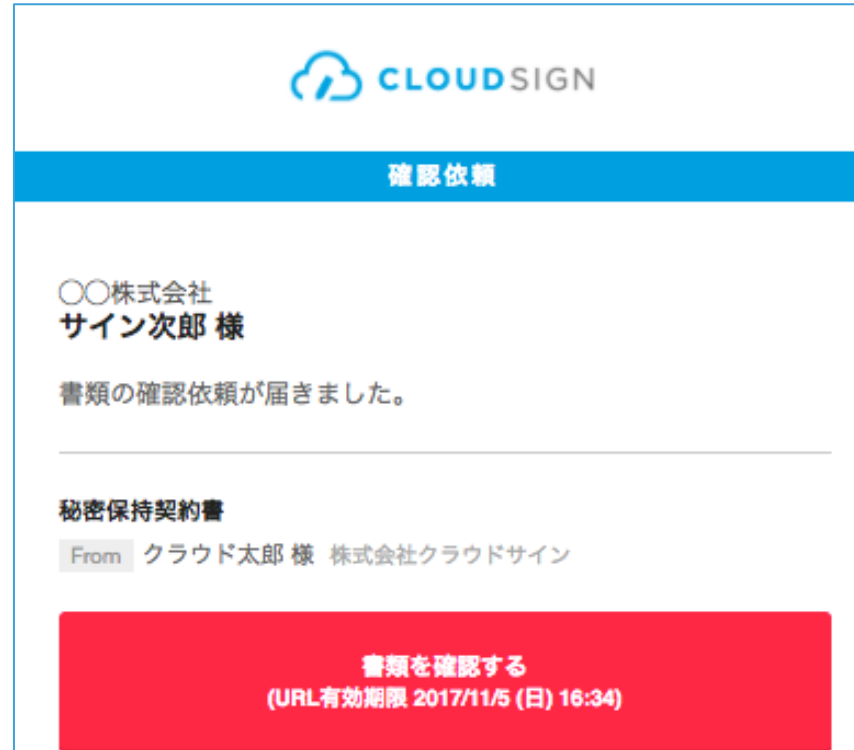 CLOUDSIGN
確認依頼
〇〇株式会社
サイン次郎 様
書類の確認依頼が届きました。
秘密保持契約書
From クラウド太郎 様 株式会社クラウドサイン
書類を確認する
(URL有効期限 2017/11/5 (日) 16:34)